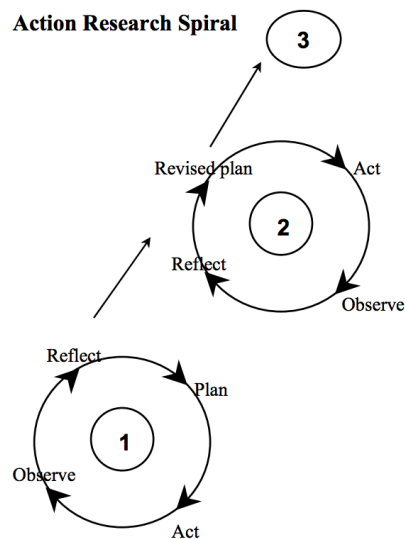 Action Research Spiral
3
Revised plan
Act
2
Reflect
Observe
Reflect
Plan
1
Observe
Act